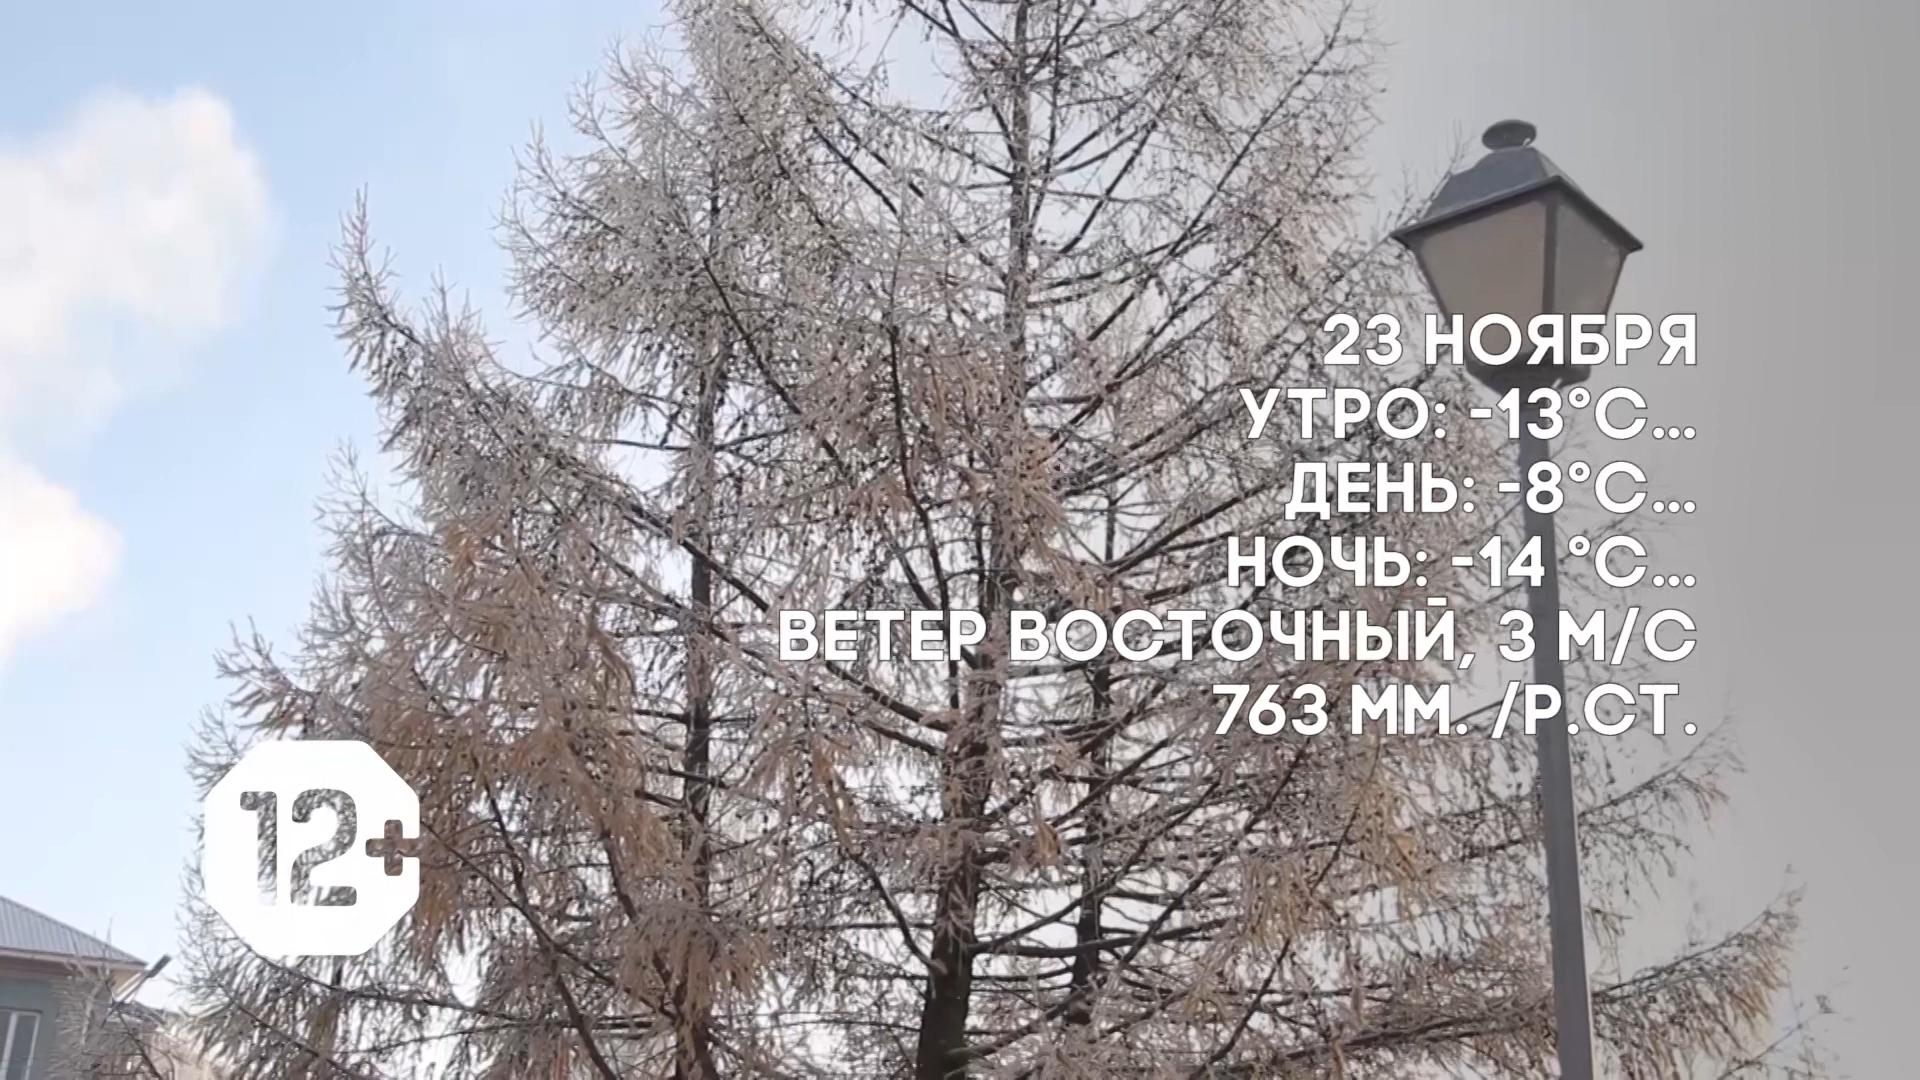 23 НОЯБРЯ
УТРО: -13°С...
ДЕНЬ: -8°С...
НОЧЬ: -14 °С...
ВЕТЕР ВОСТОЧНЫЙ, 3 М/С
763 ММ. /Р.СТ.
12+